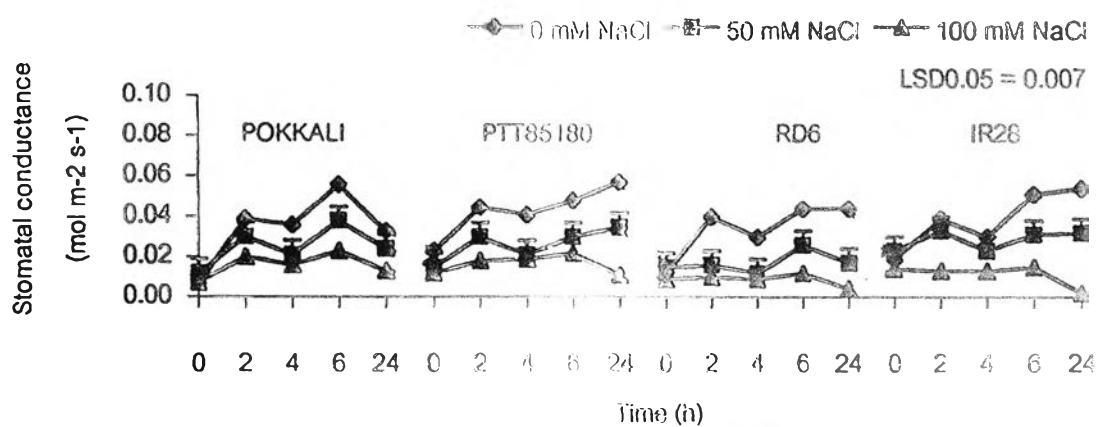 0 mM NaCl 50 mM NaCl 100 mM NaCl
LSD0.05 = 0.007
Stomatal conductance
(mol m-2 s-1)
0.10
0.08
0.06
0.04
0.02
0.00
POKKALI PTT85180 RD6 IR28
0 2 4 6 24 0 2 4 6 24 0 2 4 6 24 0 2 4 6 24
Time (h)